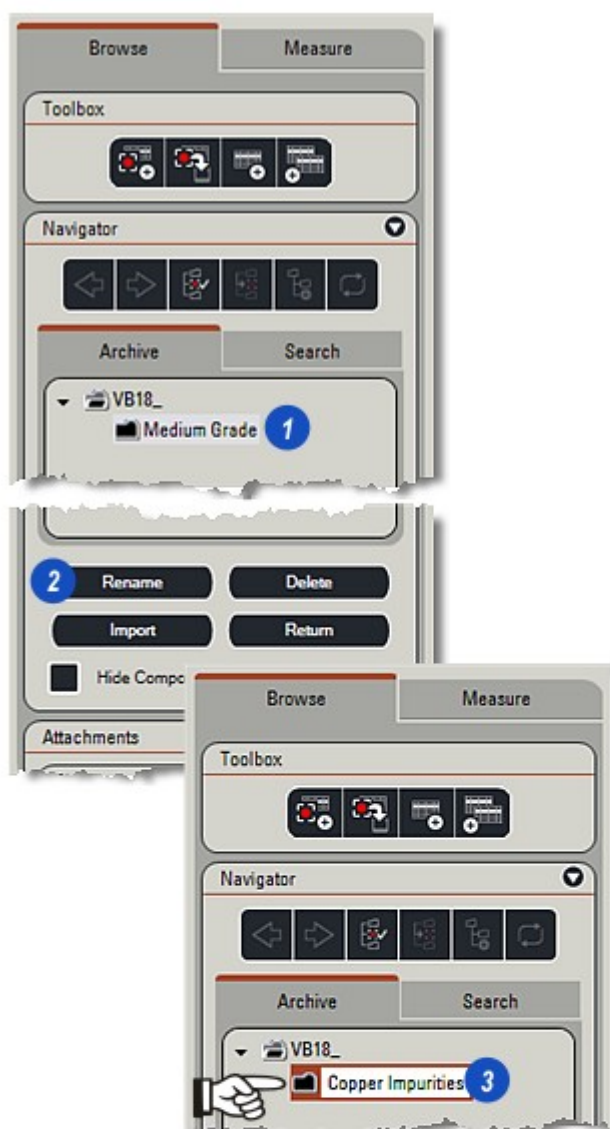 Browse Measure
Toolbox
Navigator
Archive Search
VB18_
Medium Grade 1
2 Rename Delete
Import Return
Hide Compo
Attachments
Browse Measure
Toolbox
Navigator
Archive Search
VB18_
Copper Impurities 3